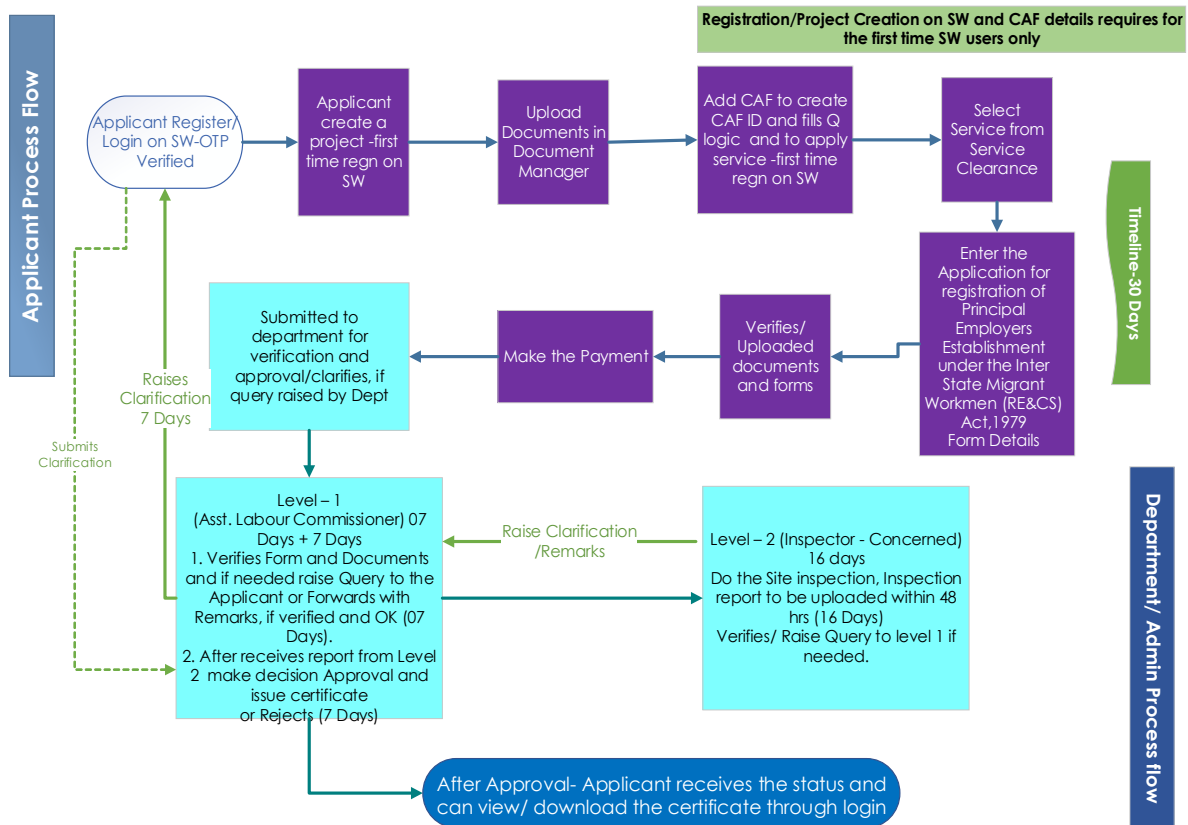 Registration/Project Creation on SW and CAF details requires for
the first time SW users only
Applicant Process Flow
Applicant Register/
Login on SW-OTP
Verified
Applicant
create a
project -first
time regn on
SW
Upload
Documents in
Document
Manager
Add CAF to create
CAF ID and fills Q
logic and to apply
service -first time
regn on SW
Select
Service from
Service
Clearance
Timeline-30 Days
Enter the
Application for
registration of
Principal
Employers
Establishment
under the Inter
State Migrant
Workmen (RE&CS)
Act,1979
Form Details
Verifies/
Uploaded
documents
and forms
Make the Payment
Submitted to
department for
verification and
approval/clarifies, if
query raised by Dept
Raises
Clarification
7 Days
Submits
Clarification
Level – 1
(Asst. Labour Commissioner) 07
Days + 7 Days
1. Verifies Form and Documents
and if needed raise Query to the
Applicant or Forwards with
Remarks, if verified and OK (07
Days).
2. After receives report from Level
2 make decision Approval and
issue certificate
or Rejects (7 Days)
Raise Clarification
/Remarks
Level – 2 (Inspector - Concerned)
16 days
Do the Site inspection, Inspection
report to be uploaded within 48
hrs (16 Days)
Verifies/ Raise Query to level 1 if
needed.
Department/ Admin Process flow
After Approval- Applicant receives the status and
can view/ download the certificate through login